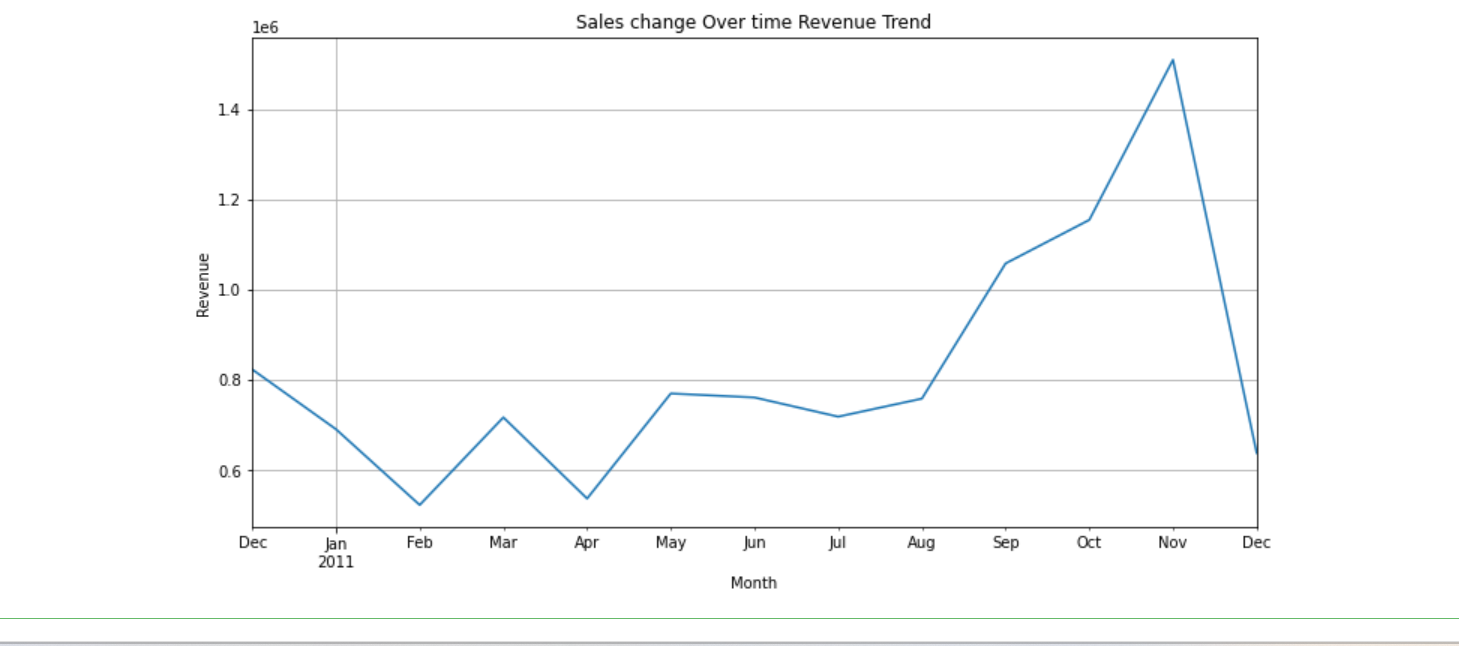 Sales change Over time Revenue Trend
1e6
1.4
1.2
1.0
0.8
0.6
Revenue
Dec Jan Feb Mar Apr May Jun Jul Aug Sep Oct Nov Dec
2011
Month